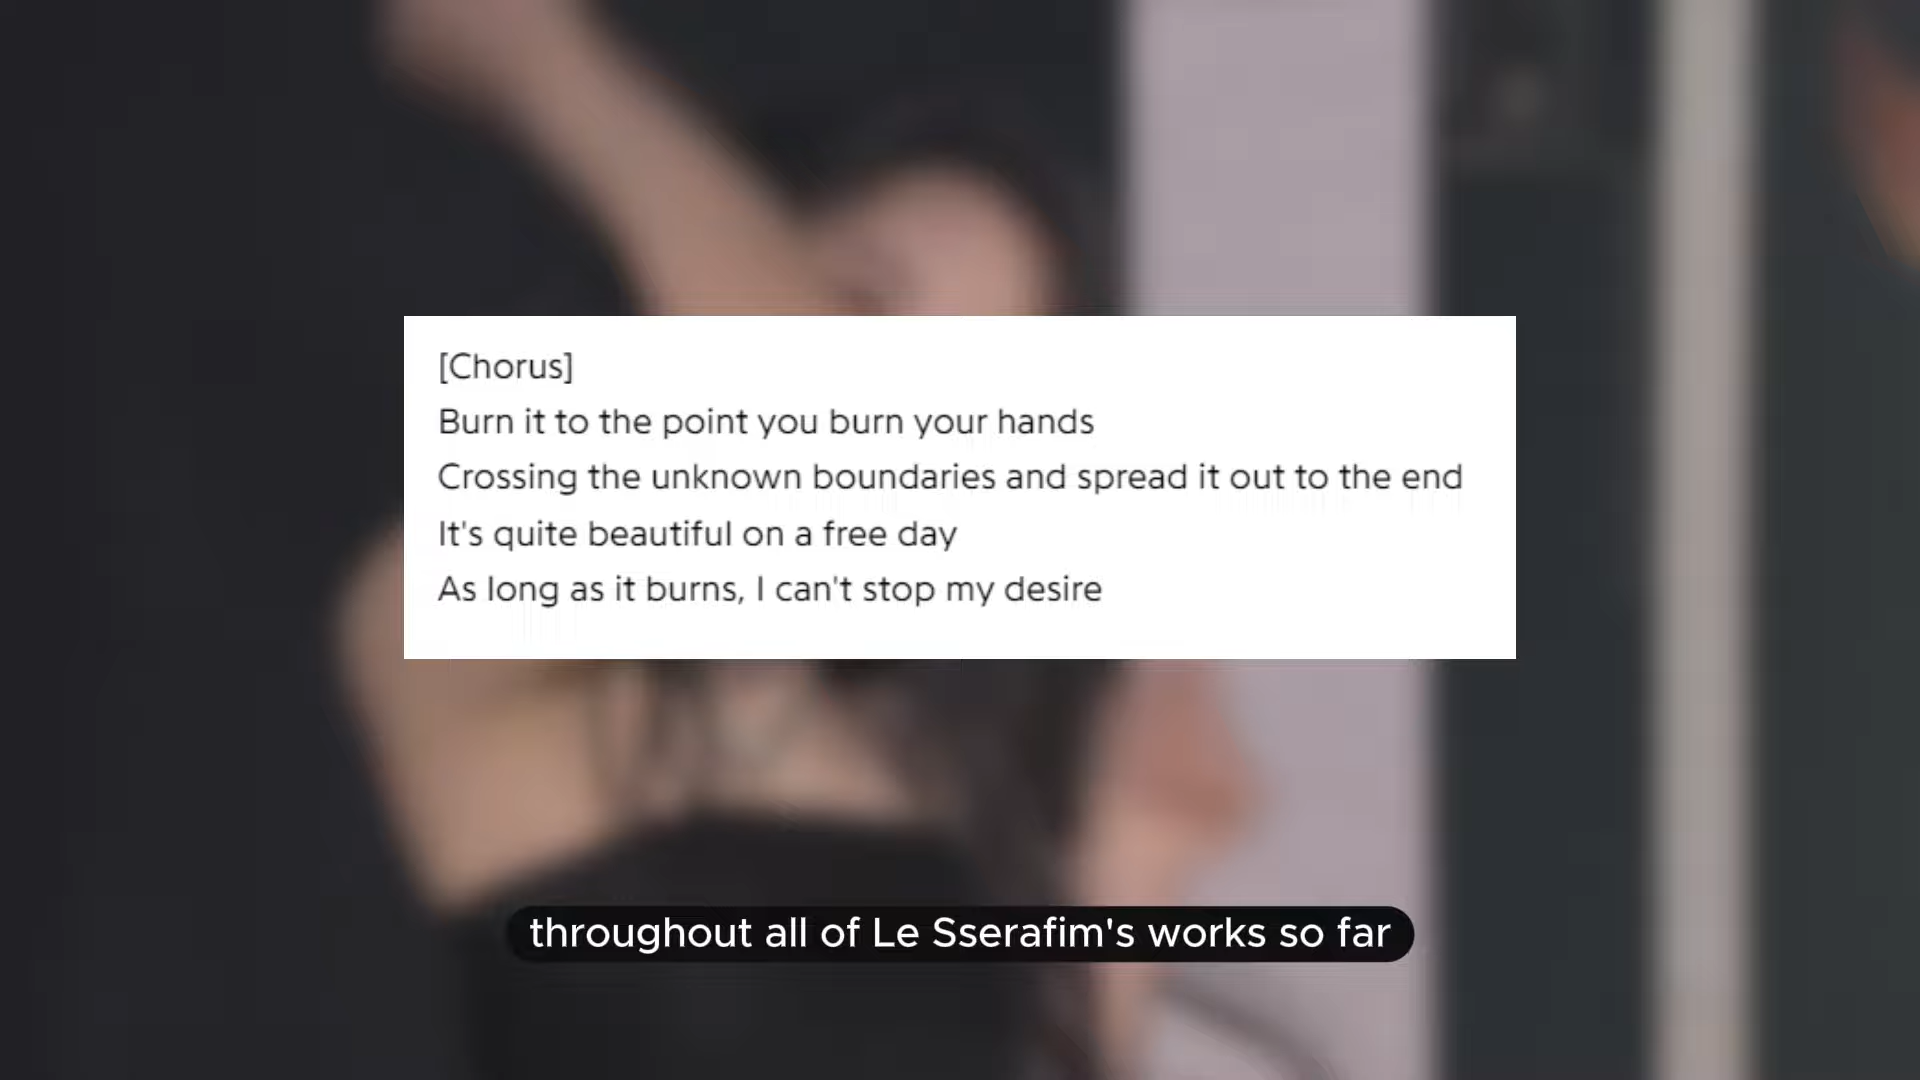 [Chorus]
Burn it to the point you burn your hands
Crossing the unknown boundaries and spread it out to the end
It's quite beautiful on a free day
As long as it burns, I can't stop my desire
throughout all of Le Sserafim's works so far